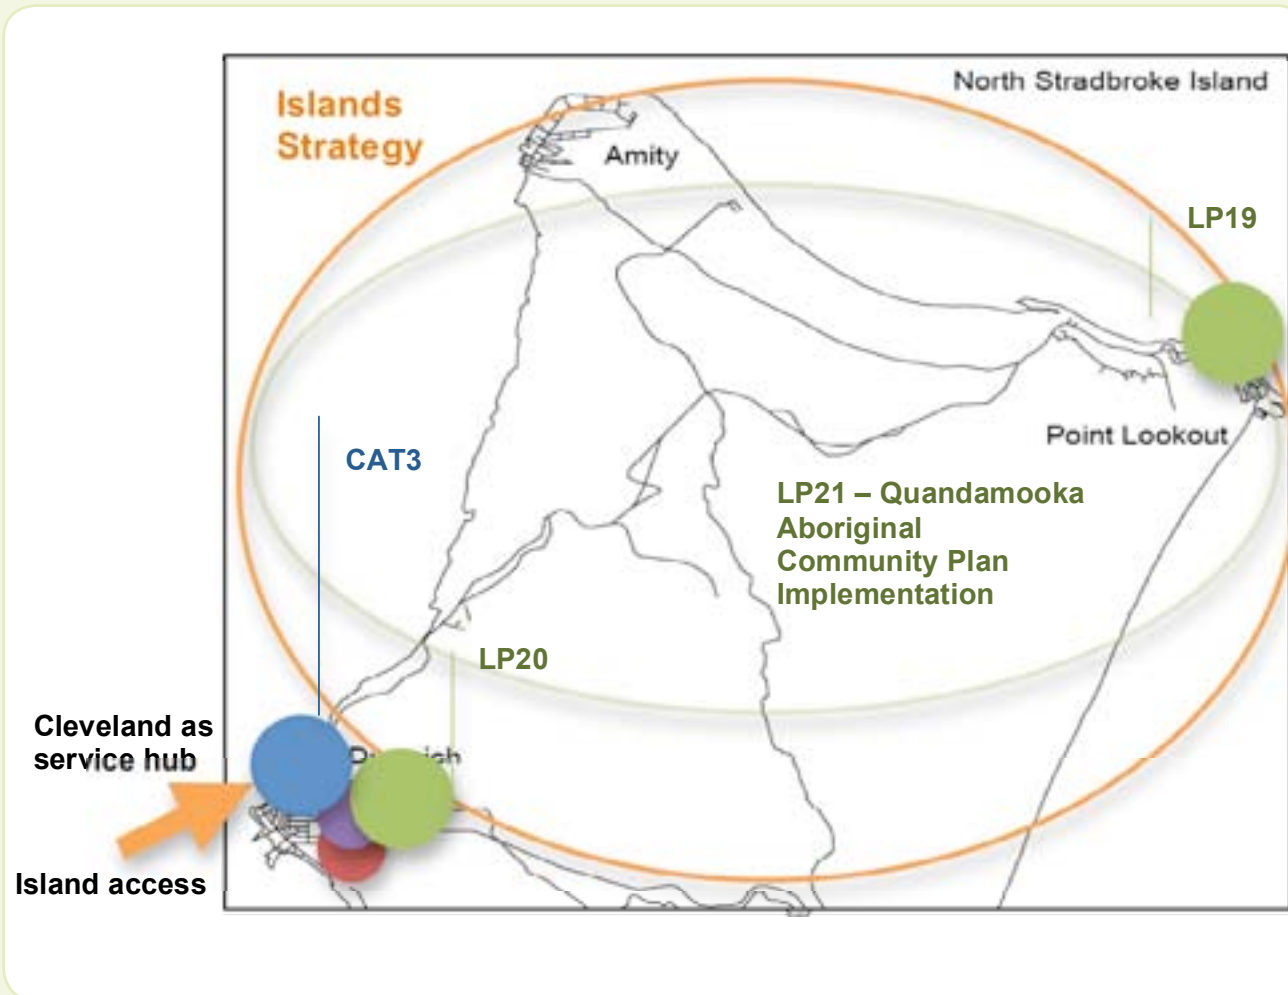 North Stradbroke Island
Islands
Strategy
Amity
LP19
Point Lookout
CAT3
LP21 – Quandamooka
Aboriginal
Community Plan
Implementation
LP20
Cleveland as
service hub
Island access